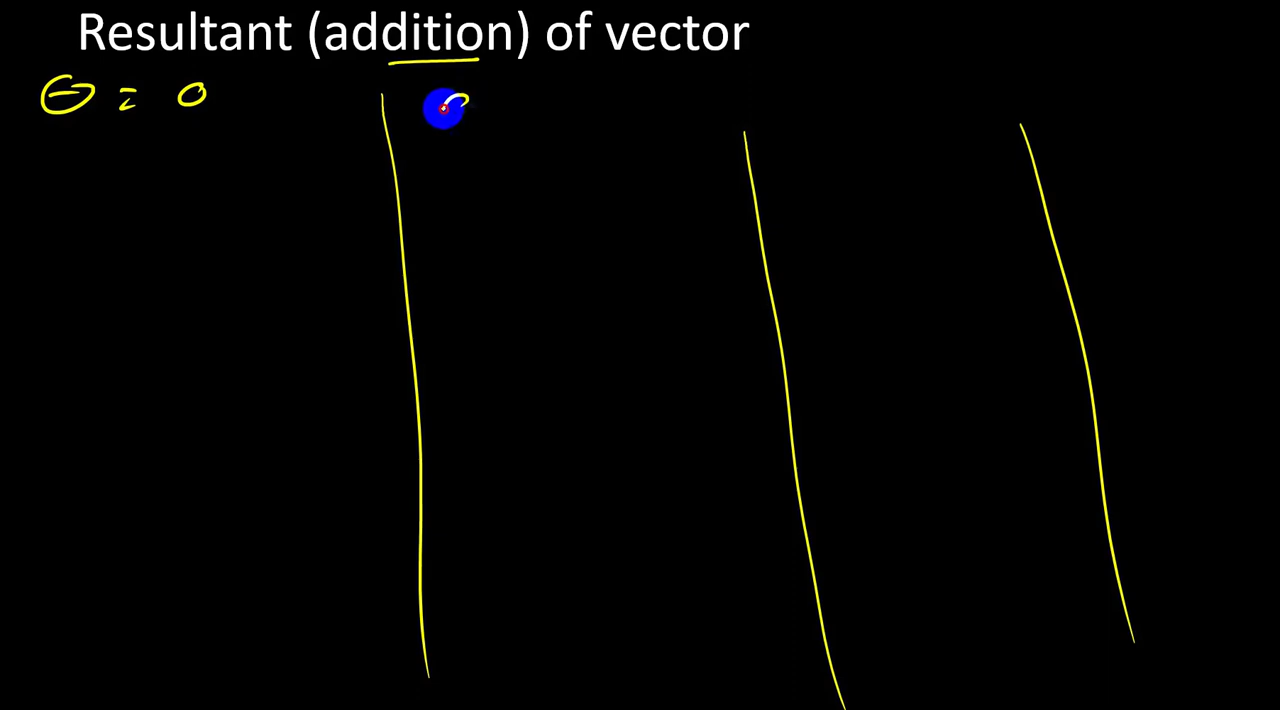 Resultant (addition) of vector
θ = 0